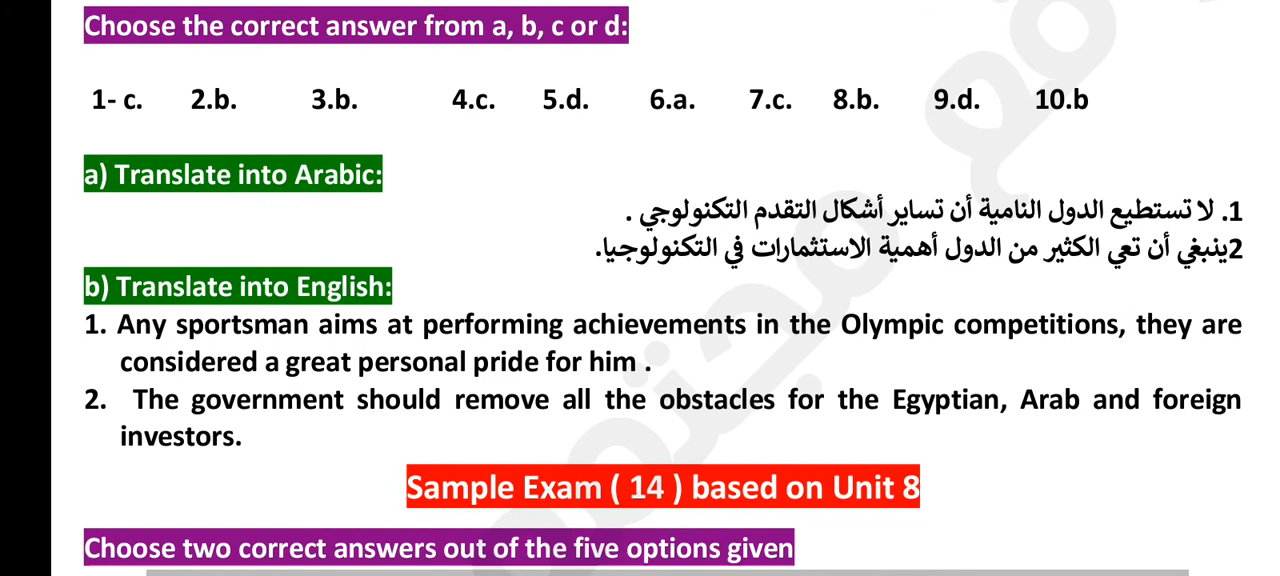 Choose the correct answer from a, b, c or d:
1- c. 2.b. 3.b. 4.c. 5.d. 6.a. 7.c. 8.b. 9.d. 10.b
a) Translate into Arabic:
1. لا تستطيع الدول النامية أن تساير أشكال التقدم التكنولوجي .
2ينبغي أن تعي الكثير من الدول أهمية الاستثمارات في التكنولوجيا.
b) Translate into English:
1. Any sportsman aims at performing achievements in the Olympic competitions, they are
considered a great personal pride for him .
2. The government should remove all the obstacles for the Egyptian, Arab and foreign
investors.
Sample Exam ( 14 ) based on Unit 8
Choose two correct answers out of the five options given